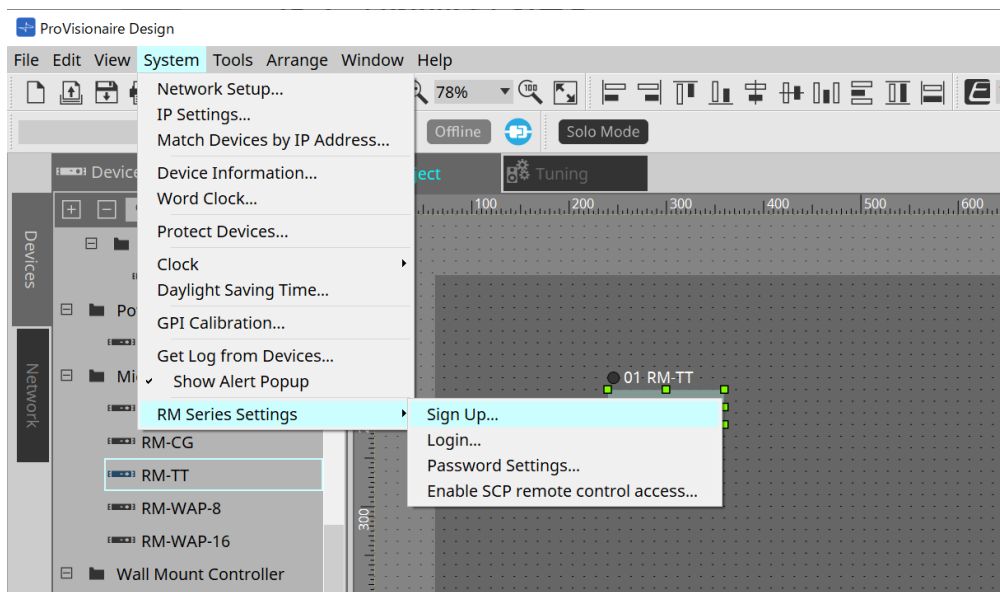 ProVisionaire Design
File Edit View System Tools Arrange Window Help
78%
100
Offline
Solo Mode
Network Setup...
IP Settings...
Match Devices by IP Address...
Device Information...
Word Clock...
Protect Devices...
Clock
Daylight Saving Time...
GPI Calibration...
Get Log from Devices...
Show Alert Popup
RM Series Settings
Sign Up...
Login...
Password Settings...
Enable SCP remote control access...
Tuning
100 200 300 400 500 600
Devices
Network
01 RM-TT
RM-CG
RM-TT
RM-WAP-8
RM-WAP-16
Wall Mount Controller
300